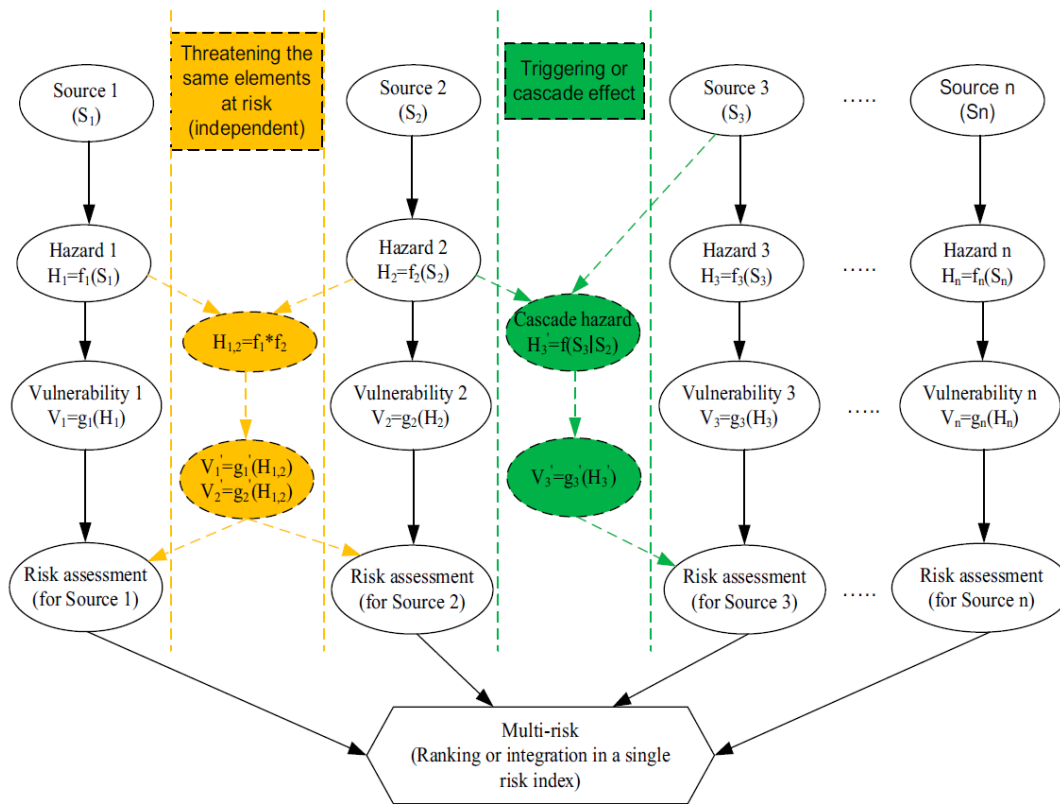 Threatening the
same elements
at risk
(independent)
Triggering or
cascade effect
Source 1
(S₁)
Source 2
(S₂)
Source 3
(S₃)
.....
Source n
(Sn)
Hazard 1
H₁=f₁(S₁)
Hazard 2
H₂=f₂(S₂)
Hazard 3
H₃=f₃(S₃)
.....
Hazard n
Hₙ=fₙ(Sₙ)
H₁,₂=f₁*f₂
Cascade hazard
H₃'=f(S₃|S₂)
Vulnerability 1
V₁=g₁(H₁)
Vulnerability 2
V₂=g₂(H₂)
Vulnerability 3
V₃=g₃(H₃)
.....
Vulnerability n
Vₙ=gₙ(Hₙ)
V₁'=g₁'(H₁,₂)
V₂'=g₂'(H₁,₂)
V₃'=g₃'(H₃')
Risk assessment
(for Source 1)
Risk assessment
(for Source 2)
Risk assessment
(for Source 3)
.....
Risk assessment
(for Source n)
Multi-risk
(Ranking or integration in a single
risk index)